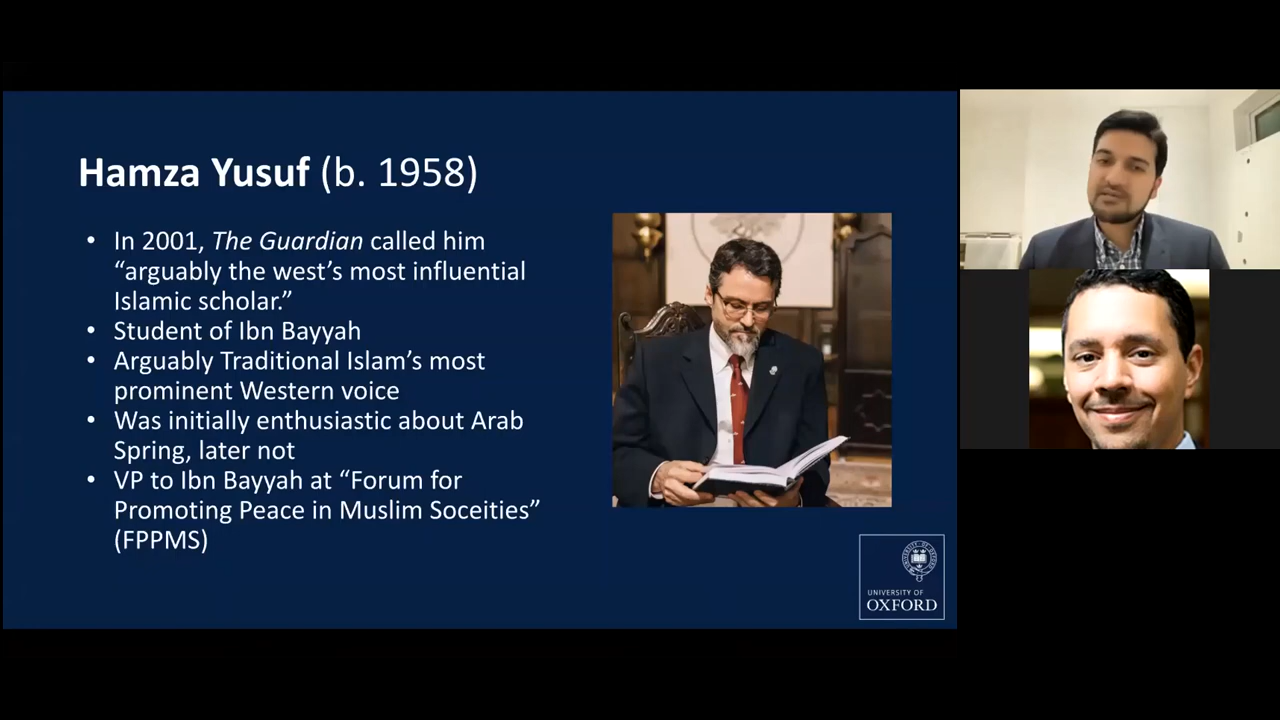 Hamza Yusuf (b. 1958)
• In 2001, The Guardian called him
“arguably the west’s most influential
Islamic scholar.”
• Student of Ibn Bayyah
• Arguably Traditional Islam’s most
prominent Western voice
• Was initially enthusiastic about Arab
Spring, later not
• VP to Ibn Bayyah at “Forum for
Promoting Peace in Muslim Soceities”
(FPPMS)
UNIVERSITY OF
OXFORD